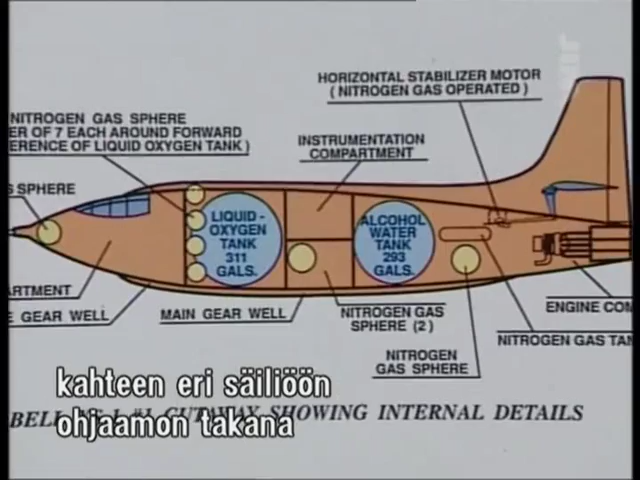 HORIZONTAL STABILIZER MOTOR
( NITROGEN GAS OPERATED )
NITROGEN GAS SPHERE
ER OF 7 EACH AROUND FORWARD
ERENCE OF LIQUID OXYGEN TANK )
INSTRUMENTATION
COMPARTMENT
S SPHERE
LIQUID -
OXYGEN
TANK
311
GALS.
ALCOHOL
WATER
TANK
293
GALS.
ARTMENT
E GEAR WELL
MAIN GEAR WELL
NITROGEN GAS
SPHERE (2)
ENGINE COM
NITROGEN GAS TAN
NITROGEN
GAS SPHERE
BELL CUTAWAY SHOWING INTERNAL DETAILS
kahteen eri säiliöön
ohjaamon takana